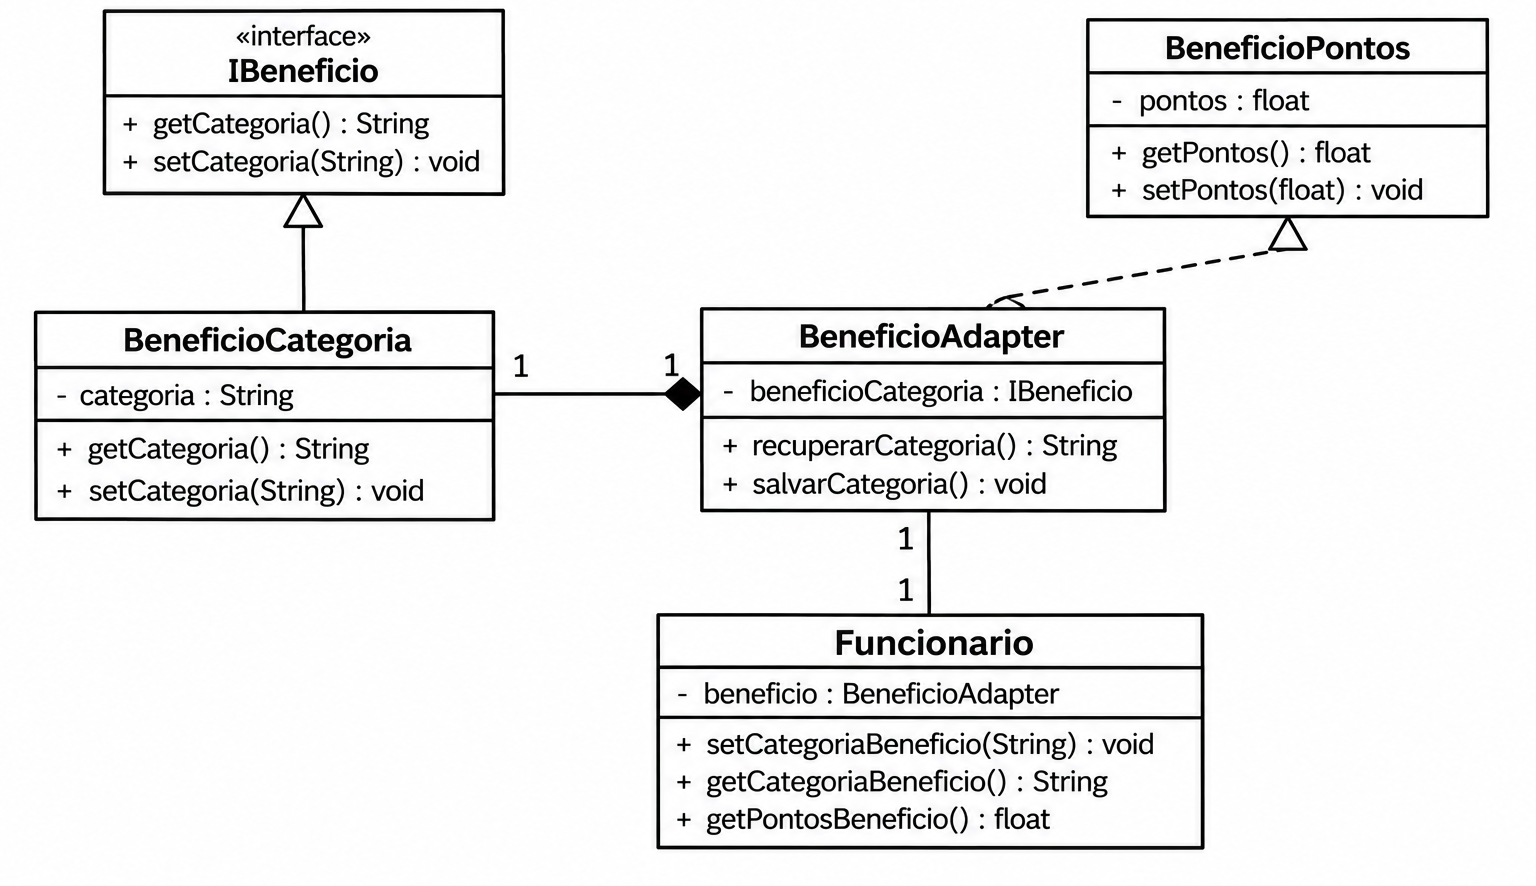 «interface»
IBeneficio
+ getCategoria() : String
+ setCategoria(String) : void
BeneficioPontos
- pontos : float
+ getPontos() : float
+ setPontos(float) : void
BeneficioCategoria
- categoria : String
+ getCategoria() : String
+ setCategoria(String) : void
1
1
BeneficioAdapter
- beneficioCategoria : IBeneficio
+ recuperarCategoria() : String
+ salvarCategoria() : void
1
1
Funcionario
- beneficio : BeneficioAdapter
+ setCategoriaBeneficio(String) : void
+ getCategoriaBeneficio() : String
+ getPontosBeneficio() : float